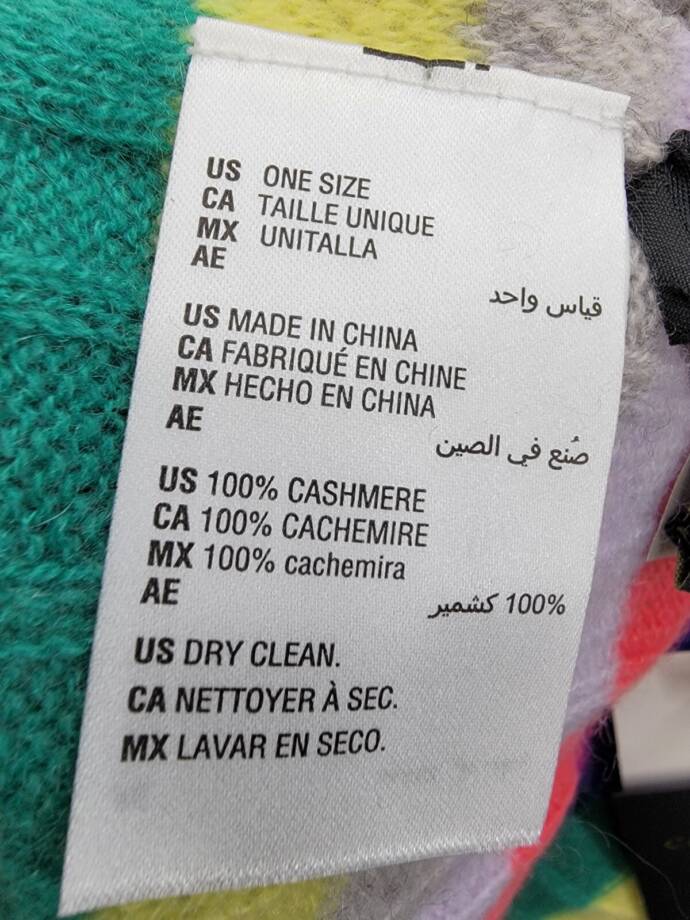 US ONE SIZE
CA TAILLE UNIQUE
MX UNITALLA
AE
قياس واحد
US MADE IN CHINA
CA FABRIQUÉ EN CHINE
MX HECHO EN CHINA
AE
صُنع في الصين
US 100% CASHMERE
CA 100% CACHEMIRE
MX 100% cachemira
AE
100% كشمير
US DRY CLEAN.
CA NETTOYER À SEC.
MX LAVAR EN SECO.